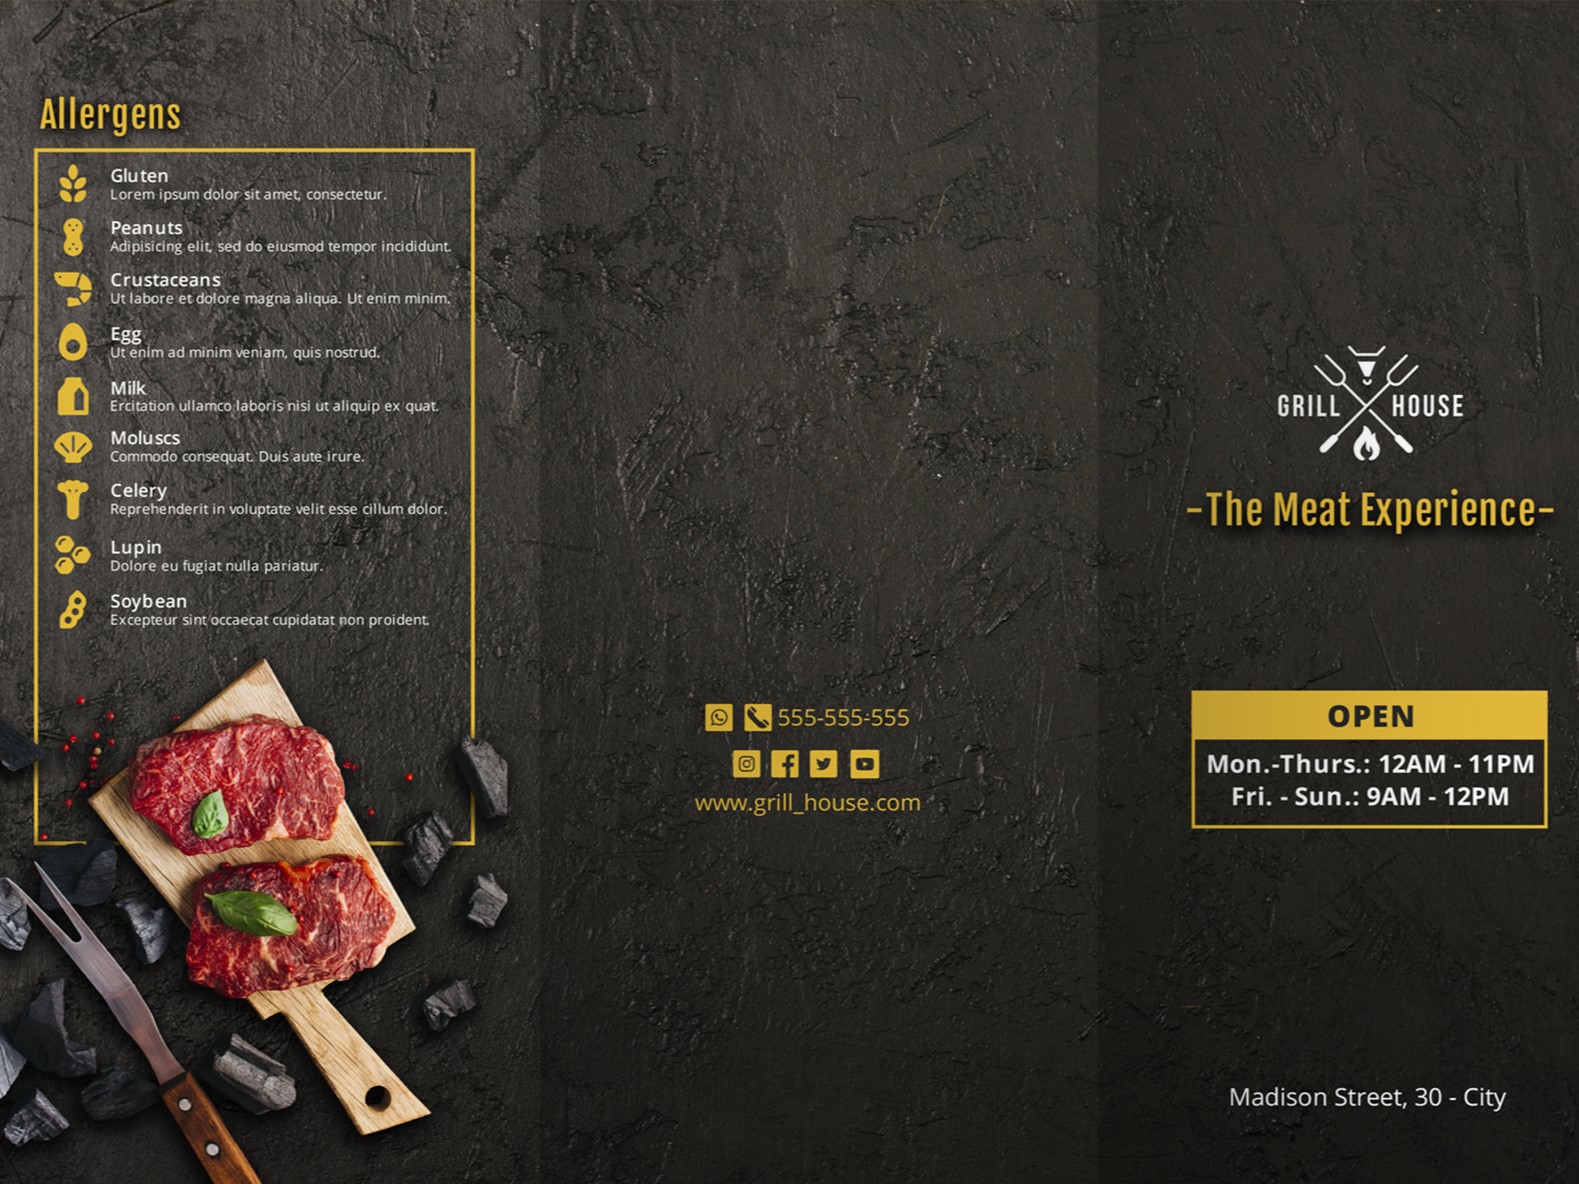 Allergens
Gluten
Lorem ipsum dolor sit amet, consectetur.
Peanuts
Adipisicing elit, sed do eiusmod tempor incididunt.
Crustaceans
Ut labore et dolore magna aliqua. Ut enim minim.
Egg
Ut enim ad minim veniam, quis nostrud.
Milk
Ercitation ullamco laboris nisi ut aliquip ex quat.
Moluscs
Commodo consequat. Duis aute irure.
Celery
Reprehenderit in voluptate velit esse cillum dolor.
Lupin
Dolore eu fugiat nulla pariatur.
Soybean
Excepteur sint occaecat cupidatat non proident.
555-555-555
www.grill_house.com
GRILL HOUSE
-The Meat Experience-
OPEN
Mon.-Thurs.: 12AM - 11PM
Fri. - Sun.: 9AM - 12PM
Madison Street, 30 - City